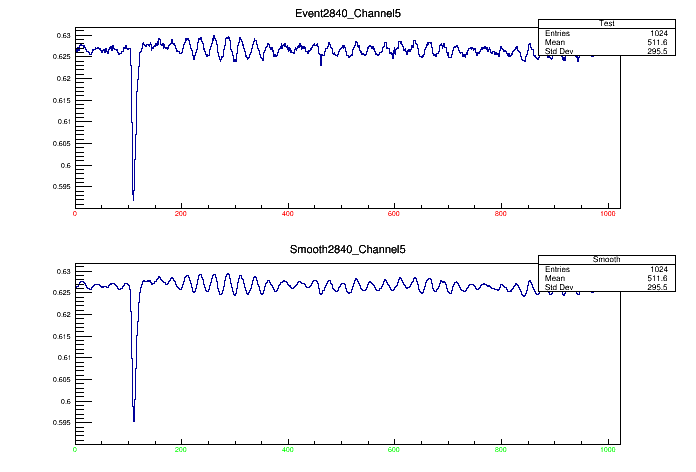 Event2840_Channel5
Test
Entries 1024
Mean 511.6
Std Dev 295.5
0.63
0.625
0.62
0.615
0.61
0.605
0.6
0.595
0 200 400 600 800 1000
Smooth2840_Channel5
Smooth
Entries 1024
Mean 511.6
Std Dev 295.5
0.63
0.625
0.62
0.615
0.61
0.605
0.6
0.595
0 200 400 600 800 1000